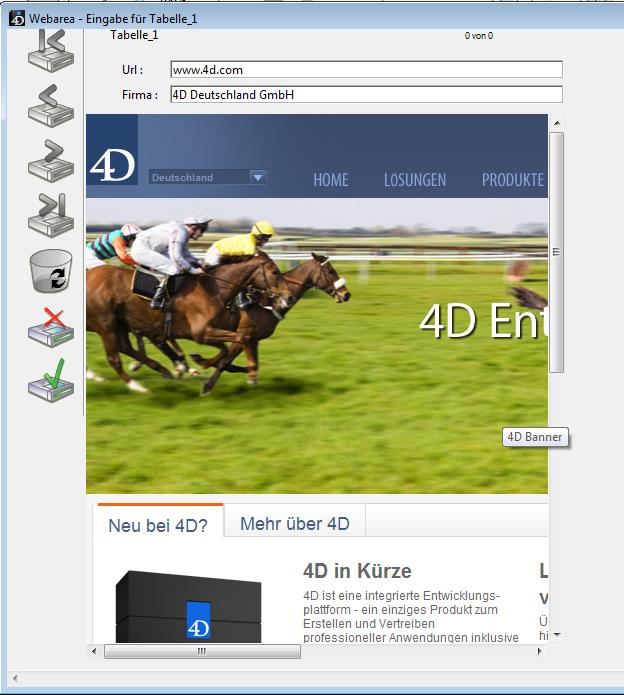 Webarea - Eingabe für Tabelle_1
Tabelle_1
0 von 0
Url :
www.4d.com
Firma :
4D Deutschland GmbH
4D
Deutschland
HOME
LÖSUNGEN
PRODUKTE
4D Ent
4D Banner
Neu bei 4D?
Mehr über 4D
4D in Kürze
4D ist eine integrierte Entwicklungs-
plattform - ein einziges Produkt zum
Erstellen und Vertreiben
professioneller Anwendungen inklusive
4D